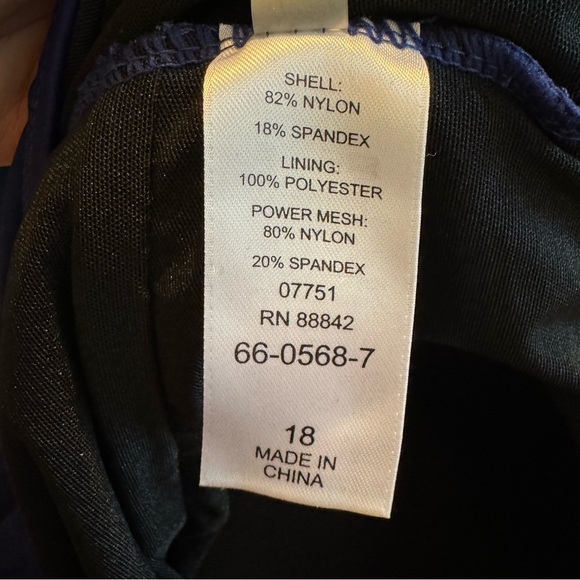 SHELL:
82% NYLON
18% SPANDEX
LINING:
100% POLYESTER
POWER MESH:
80% NYLON
20% SPANDEX
07751
RN 88842
66-0568-7
18
MADE IN
CHINA